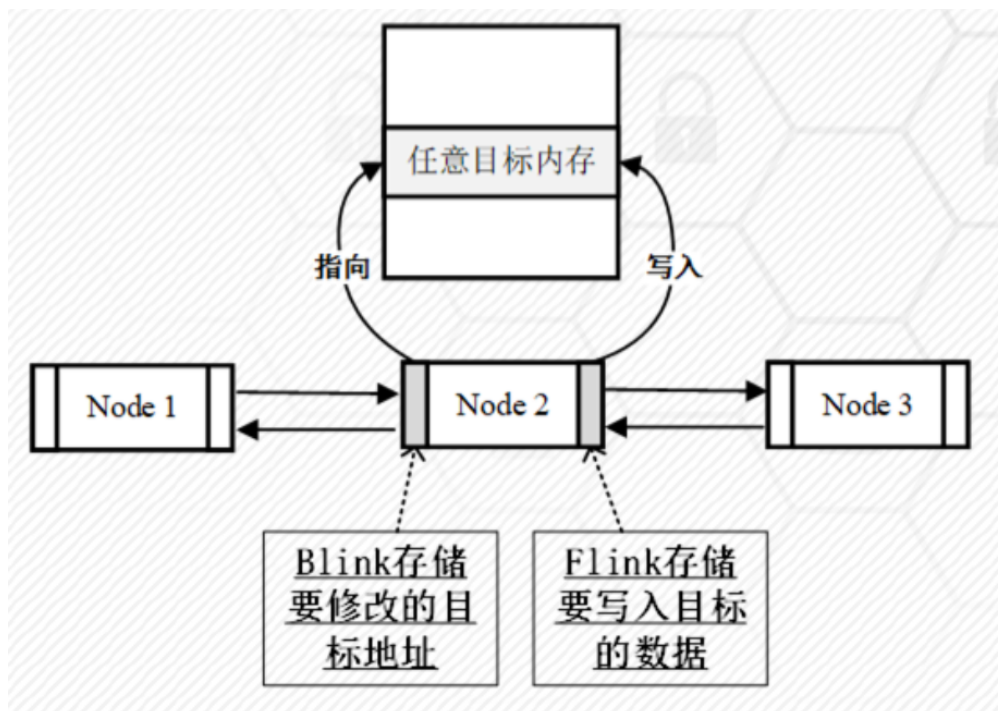 任意目标内存
指向
写入
Node 1
Node 2
Node 3
Blink存储
要修改的目
标地址
Flink存储
要写入目标
的数据